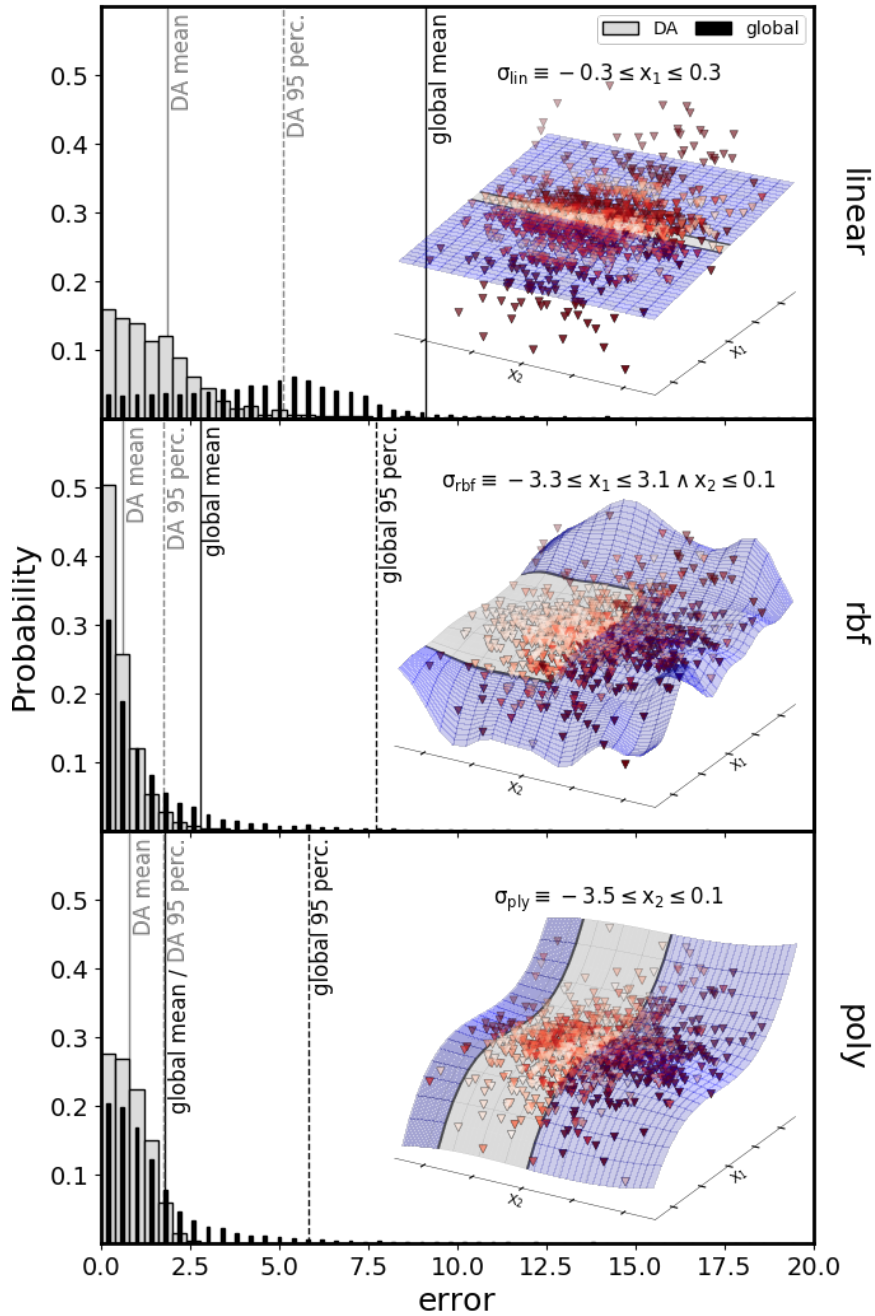 DA
global
DA mean
DA 95 perc.
global mean
σ_lin ≡ − 0.3 ≤ x₁ ≤ 0.3
0.5
0.4
0.3
0.2
0.1
X₂
X₁
linear
DA mean
DA 95 perc.
global mean
global 95 perc.
σ_rbf ≡ − 3.3 ≤ x₁ ≤ 3.1 ∧ x₂ ≤ 0.1
0.5
0.4
0.3
0.2
0.1
X₂
X₁
rbf
Probability
DA mean
global mean / DA 95 perc.
global 95 perc.
σ_ply ≡ − 3.5 ≤ x₂ ≤ 0.1
0.5
0.4
0.3
0.2
0.1
X₂
X₁
poly
0.0 2.5 5.0 7.5 10.0 12.5 15.0 17.5 20.0
error